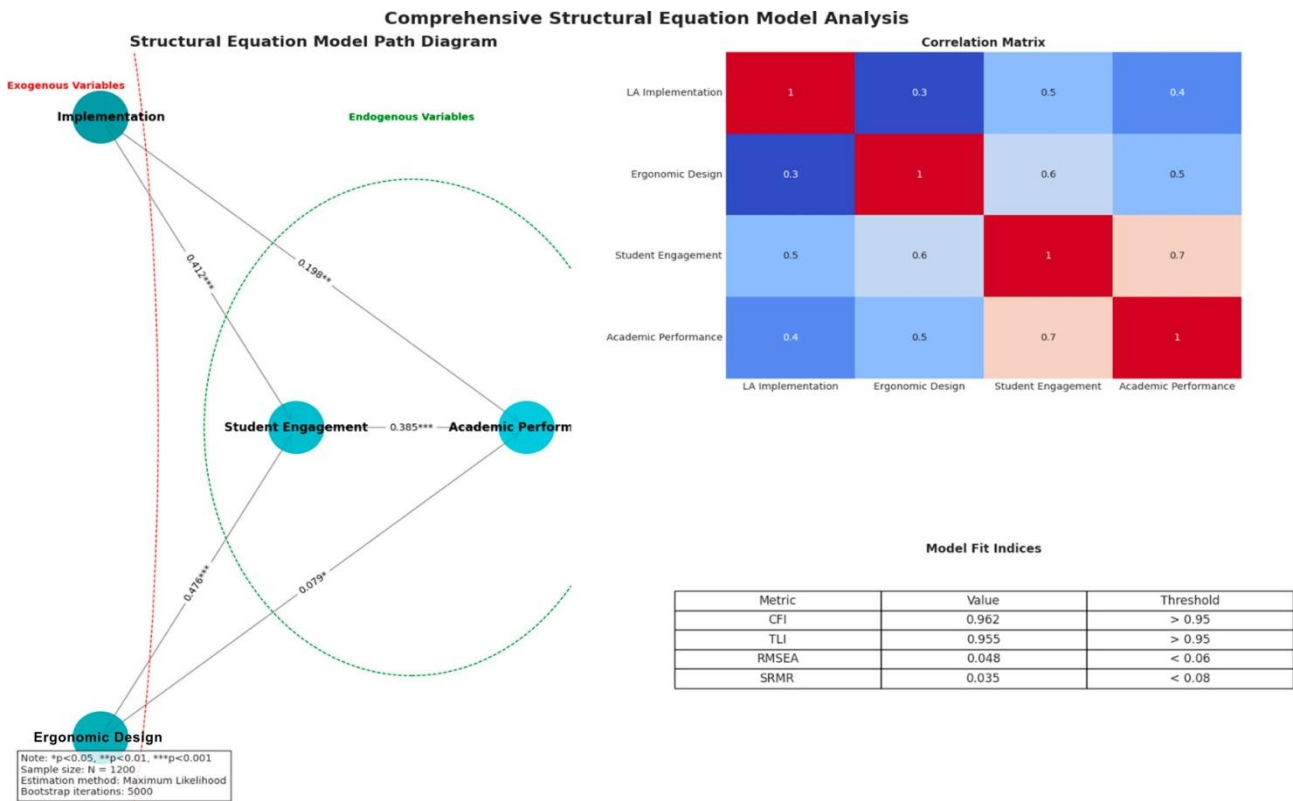 Comprehensive Structural Equation Model Analysis
Structural Equation Model Path Diagram
Exogenous Variables
Implementation
Endogenous Variables
0.412***
0.198**
Student Engagement
0.385***
Academic Perform
0.476***
0.079*
Ergonomic Design
Note: *p<0.05, **p<0.01, ***p<0.001
Sample size: N = 1200
Estimation method: Maximum Likelihood
Bootstrap iterations: 5000
Correlation Matrix
LA Implementation 1 0.3 0.5 0.4
Ergonomic Design 0.3 1 0.6 0.5
Student Engagement 0.5 0.6 1 0.7
Academic Performance 0.4 0.5 0.7 1
LA Implementation Ergonomic Design Student Engagement Academic Performance
Model Fit Indices
Metric Value Threshold
CFI 0.962 > 0.95
TLI 0.955 > 0.95
RMSEA 0.048 < 0.06
SRMR 0.035 < 0.08